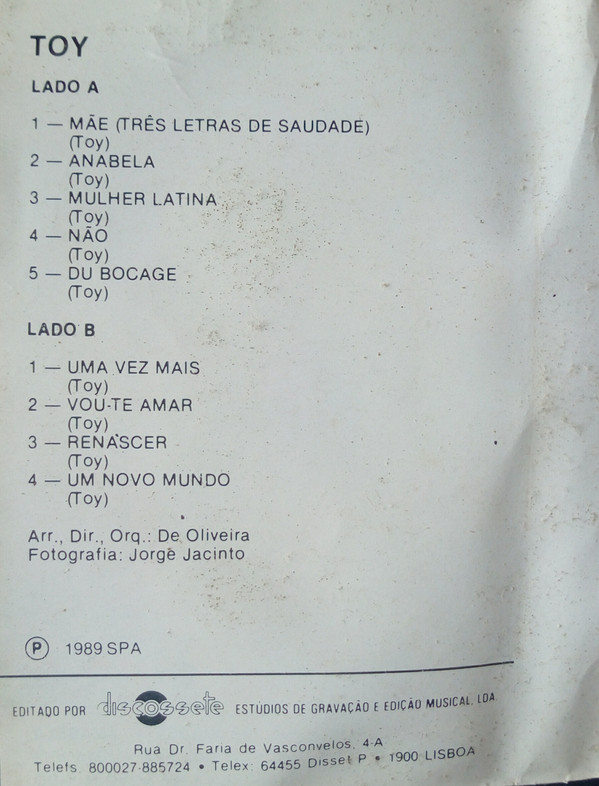 TOY
LADO A
1 — MÃE (TRÊS LETRAS DE SAUDADE)
(Toy)
2 — ANABELA
(Toy)
3 — MULHER LATINA
(Toy)
4 — NÃO
(Toy)
5 — DU BOCAGE
(Toy)
LADO B
1 — UMA VEZ MAIS
(Toy)
2 — VOU-TE AMAR
(Toy)
3 — RENASCER
(Toy)
4 — UM NOVO MUNDO
(Toy)
Arr., Dir., Orq.: De Oliveira
Fotografia: Jorge Jacinto
Ⓟ 1989 SPA
EDITADO POR discossete ESTÚDIOS DE GRAVAÇÃO E EDIÇÃO MUSICAL, LDA.
Rua Dr. Faria de Vasconvelos, 4-A
Telefs. 800027-885724 • Telex: 64455 Disset P • 1900 LISBOA